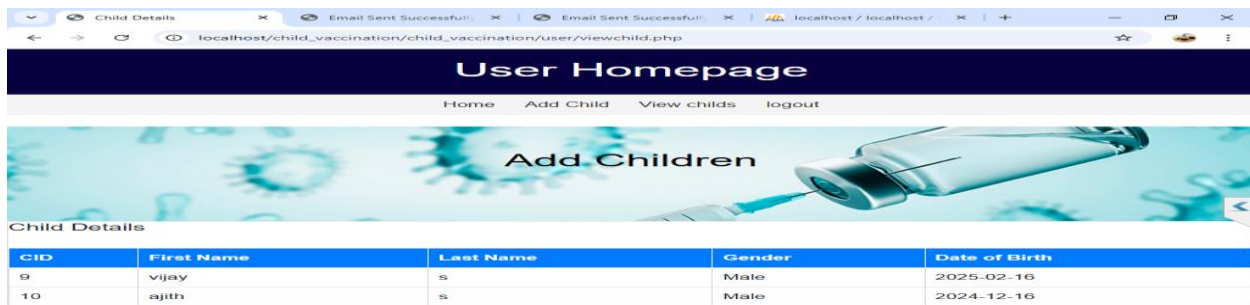 Child Details
Email Sent Successfully
Email Sent Successfully
localhost / localhost /
localhost/child_vaccination/child_vaccination/user/viewchild.php
User Homepage
Home Add Child View childs logout
Add Children
Child Details
CID First Name Last Name Gender Date of Birth
9 vijay s Male 2025-02-16
10 ajith s Male 2024-12-16